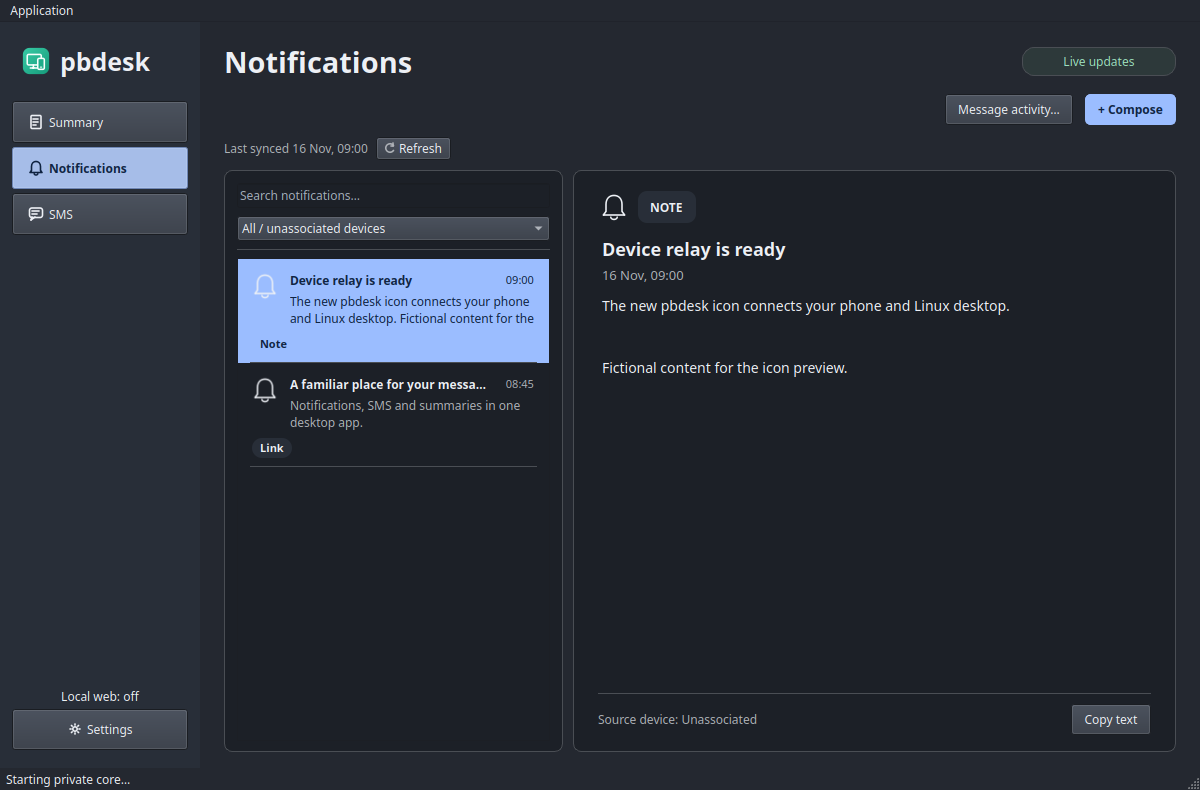 Application
pbdesk
Summary
Notifications
SMS
Local web: off
Settings
Starting private core...
Notifications
Live updates
Message activity...
+ Compose
Last synced 16 Nov, 09:00
Refresh
Search notifications...
All / unassociated devices
Device relay is ready
09:00
The new pbdesk icon connects your phone
and Linux desktop. Fictional content for the
Note
A familiar place for your messa...
08:45
Notifications, SMS and summaries in one
desktop app.
Link
NOTE
Device relay is ready
16 Nov, 09:00
The new pbdesk icon connects your phone and Linux desktop.
Fictional content for the icon preview.
Source device: Unassociated
Copy text